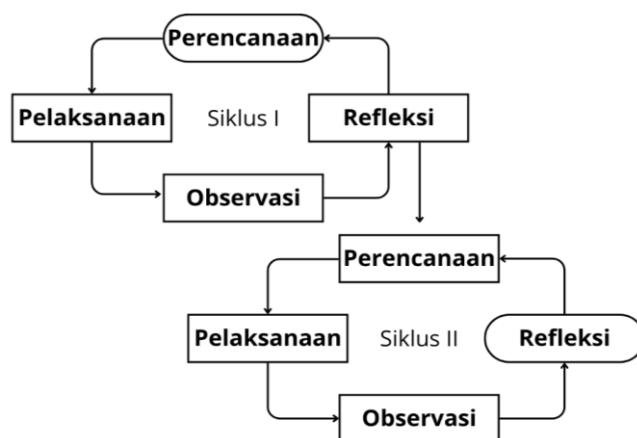 Perencanaan
Pelaksanaan
Siklus I
Refleksi
Observasi
Perencanaan
Pelaksanaan
Siklus II
Refleksi
Observasi